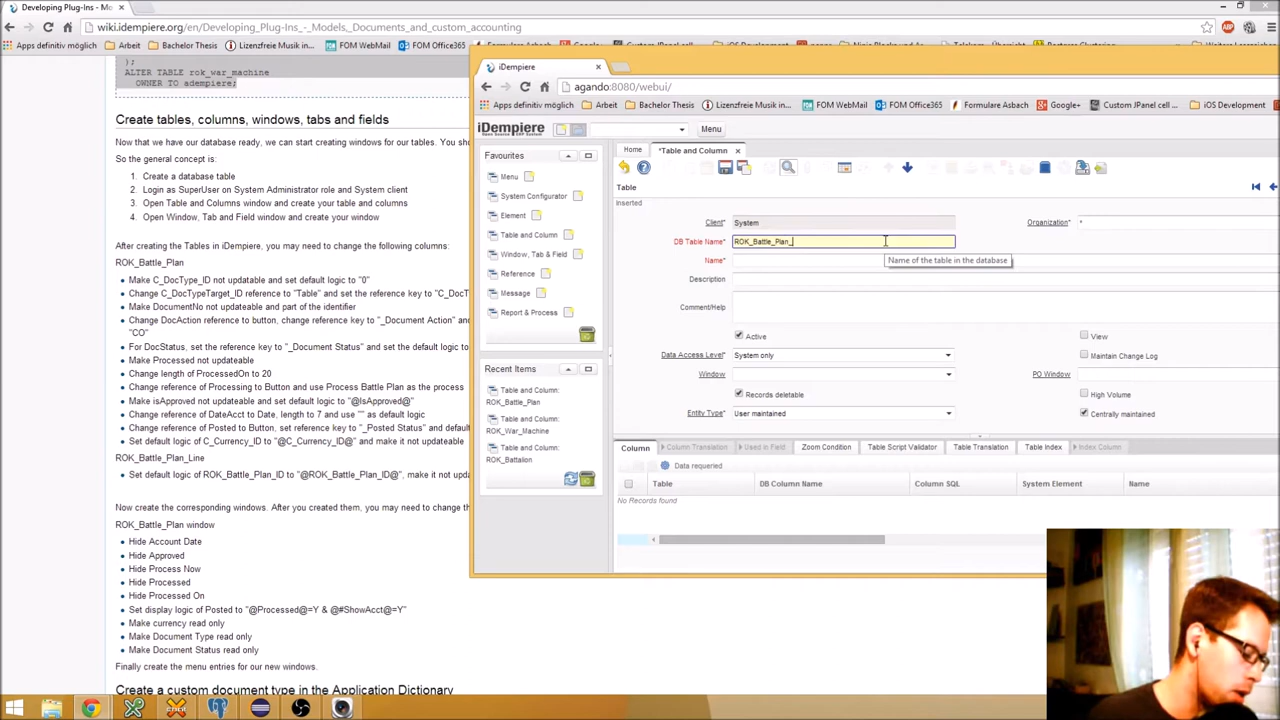 Developing Plug-Ins - Models, ×
wiki.idempiere.org/en/Developing_Plug-Ins_-_Models,_Documents_and_custom_accounting
Apps definitiv möglich Arbeit Bachelor Thesis Lizenzfreie Musik in... FOM WebMail FOM Office365
);
ALTER TABLE rok_war_machine
OWNER TO adempiere;
Create tables, columns, windows, tabs and fields
Now that we have our database ready, we can start creating windows for our tables. You sho
So the general concept is:
1. Create a database table
2. Login as SuperUser on System Administrator role and System client
3. Open Table and Columns window and create your table and columns
4. Open Window, Tab and Field window and create your window
After creating the Tables in iDempiere, you may need to change the following columns:
ROK_Battle_Plan
Make C_DocType_ID not updateable and set default logic to "0"
Change C_DocTypeTarget_ID reference to "Table" and set the reference key to "C_DocT
Make DocumentNo not updateable and part of the identifier
Change DocAction reference to button, change reference key to "_Document Action" and
"CO"
For DocStatus, set the reference key to "_Document Status" and set the default logic to
Make Processed not updateable
Change length of ProcessedOn to 20
Change reference of Processing to Button and use Process Battle Plan as the process
Make isApproved not updateable and set default logic to "@IsApproved@"
Change reference of DateAcct to Date, length to 7 and use "" as default logic
Change reference of Posted to Button, set reference key to "_Posted Status" and default
Set default logic of C_Currency_ID to "@C_Currency_ID@" and make it not updateable
ROK_Battle_Plan_Line
Set default logic of ROK_Battle_Plan_ID to "@ROK_Battle_Plan_ID@", make it not upda
Now create the corresponding windows. After you created them, you may need to change th
ROK_Battle_Plan window
Hide Account Date
Hide Approved
Hide Process Now
Hide Processed
Hide Processed On
Set display logic of Posted to "@Processed@=Y & @#ShowAcct@=Y"
Make currency read only
Make Document Type read only
Make Document Status read only
Finally create the menu entries for our new windows.
Create a custom document type in the Application Dictionary
iDempiere ×
agando:8080/webui/
Apps definitiv möglich Arbeit Bachelor Thesis Lizenzfreie Musik in... FOM WebMail FOM Office365 Formulare Asbach Google+ Custom JPanel cell ... iOS Development
iDempiere Menu
Favourites
Menu
System Configurator
Element
Table and Column
Window, Tab & Field
Reference
Message
Report & Process
Recent Items
Table and Column:
ROK_Battle_Plan
Table and Column:
ROK_War_Machine
Table and Column:
ROK_Battalion
Home *Table and Column ×
Table
Inserted
Client* System Organization* *
DB Table Name* ROK_Battle_Plan_
Name* Name of the table in the database
Description
Comment/Help
Active View
Data Access Level* System only Maintain Change Log
Window PO Window
Records deletable High Volume
Entity Type* User maintained Centrally maintained
Column Column Translation Used in Field Zoom Condition Table Script Validator Table Translation Table Index Index Column
Data requeried
Table DB Column Name Column SQL System Element Name
No Records found